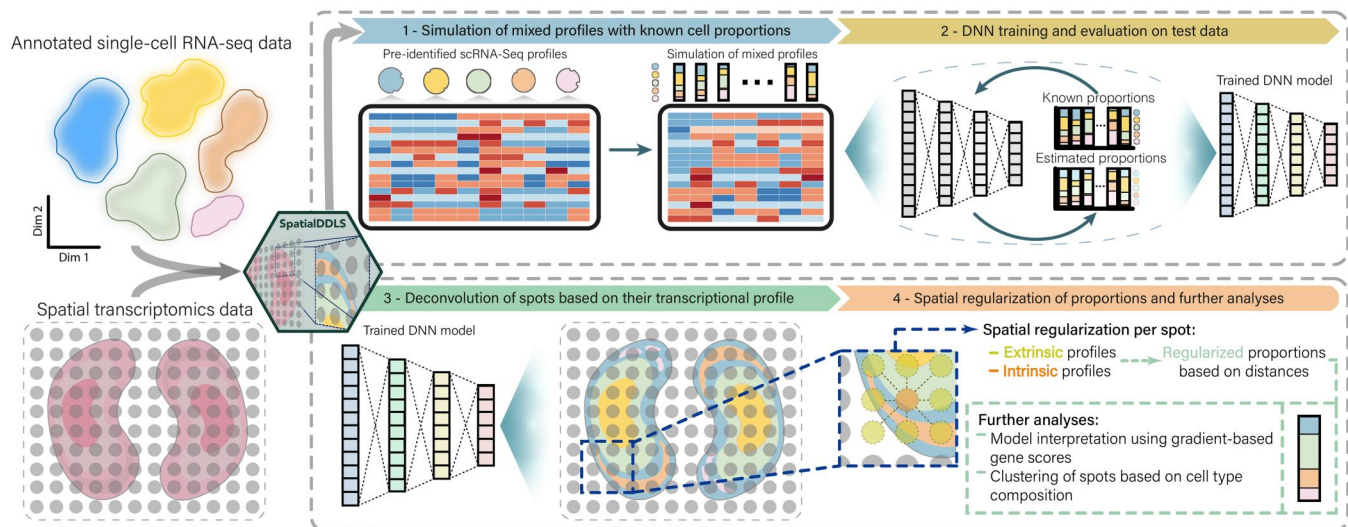 Annotated single-cell RNA-seq data
Dim 2
Dim 1
Spatial transcriptomics data
SpatialDDLS
1 - Simulation of mixed profiles with known cell proportions
Pre-identified scRNA-Seq profiles
Simulation of mixed profiles
2 - DNN training and evaluation on test data
Known proportions
Estimated proportions
Trained DNN model
3 - Deconvolution of spots based on their transcriptional profile
Trained DNN model
4 - Spatial regularization of proportions and further analyses
Spatial regularization per spot:
Extrinsic profiles
Intrinsic profiles
Regularized proportions
based on distances
Further analyses:
Model interpretation using gradient-based
gene scores
Clustering of spots based on cell type
composition